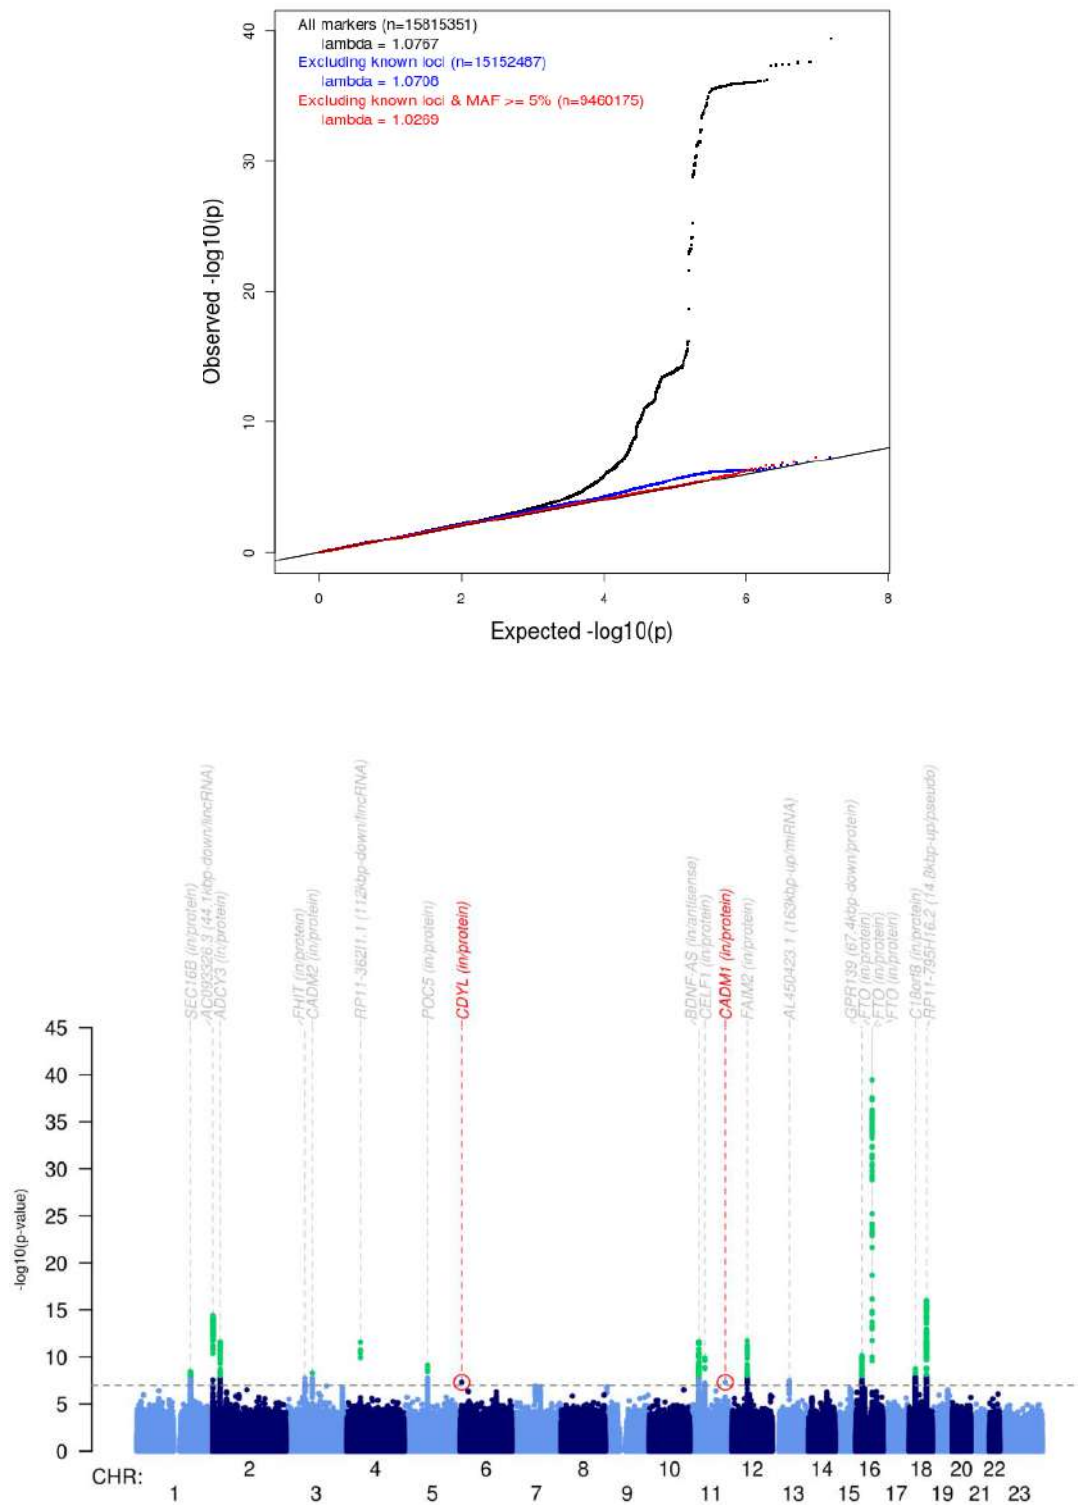 All markers (n=15815351)
lambda = 1.0767
Excluding known loci (n=15152487)
lambda = 1.0708
Excluding known loci & MAF >= 5% (n=9460175)
lambda = 1.0269
40
30
20
10
0
Observed -log10(p)
0 2 4 6 8
Expected -log10(p)
SEC16B (in/protein)
AC093326.3 (44.1kbp-down/lincRNA)
ADCY3 (in/protein)
FHIT (in/protein)
CADM2 (in/protein)
RP11-362I1.1 (112kbp-down/lincRNA)
POC5 (in/protein)
CDYL (in/protein)
BDNF-AS (in/antisense)
CELF1 (in/protein)
CADM1 (in/protein)
FAIM2 (in/protein)
AL450423.1 (163kbp-up/miRNA)
GPR139 (67.4kbp-down/protein)
FTO (in/protein)
FTO (in/protein)
FTO (in/protein)
C18orf8 (in/protein)
RP11-795H16.2 (14.8kbp-up/pseudo)
45
40
35
30
25
20
15
10
5
0
-log10(p-value)
CHR:
2 4 6 8 10 12 14 16 18 20 22
1 3 5 7 9 11 13 15 17 19 21 23